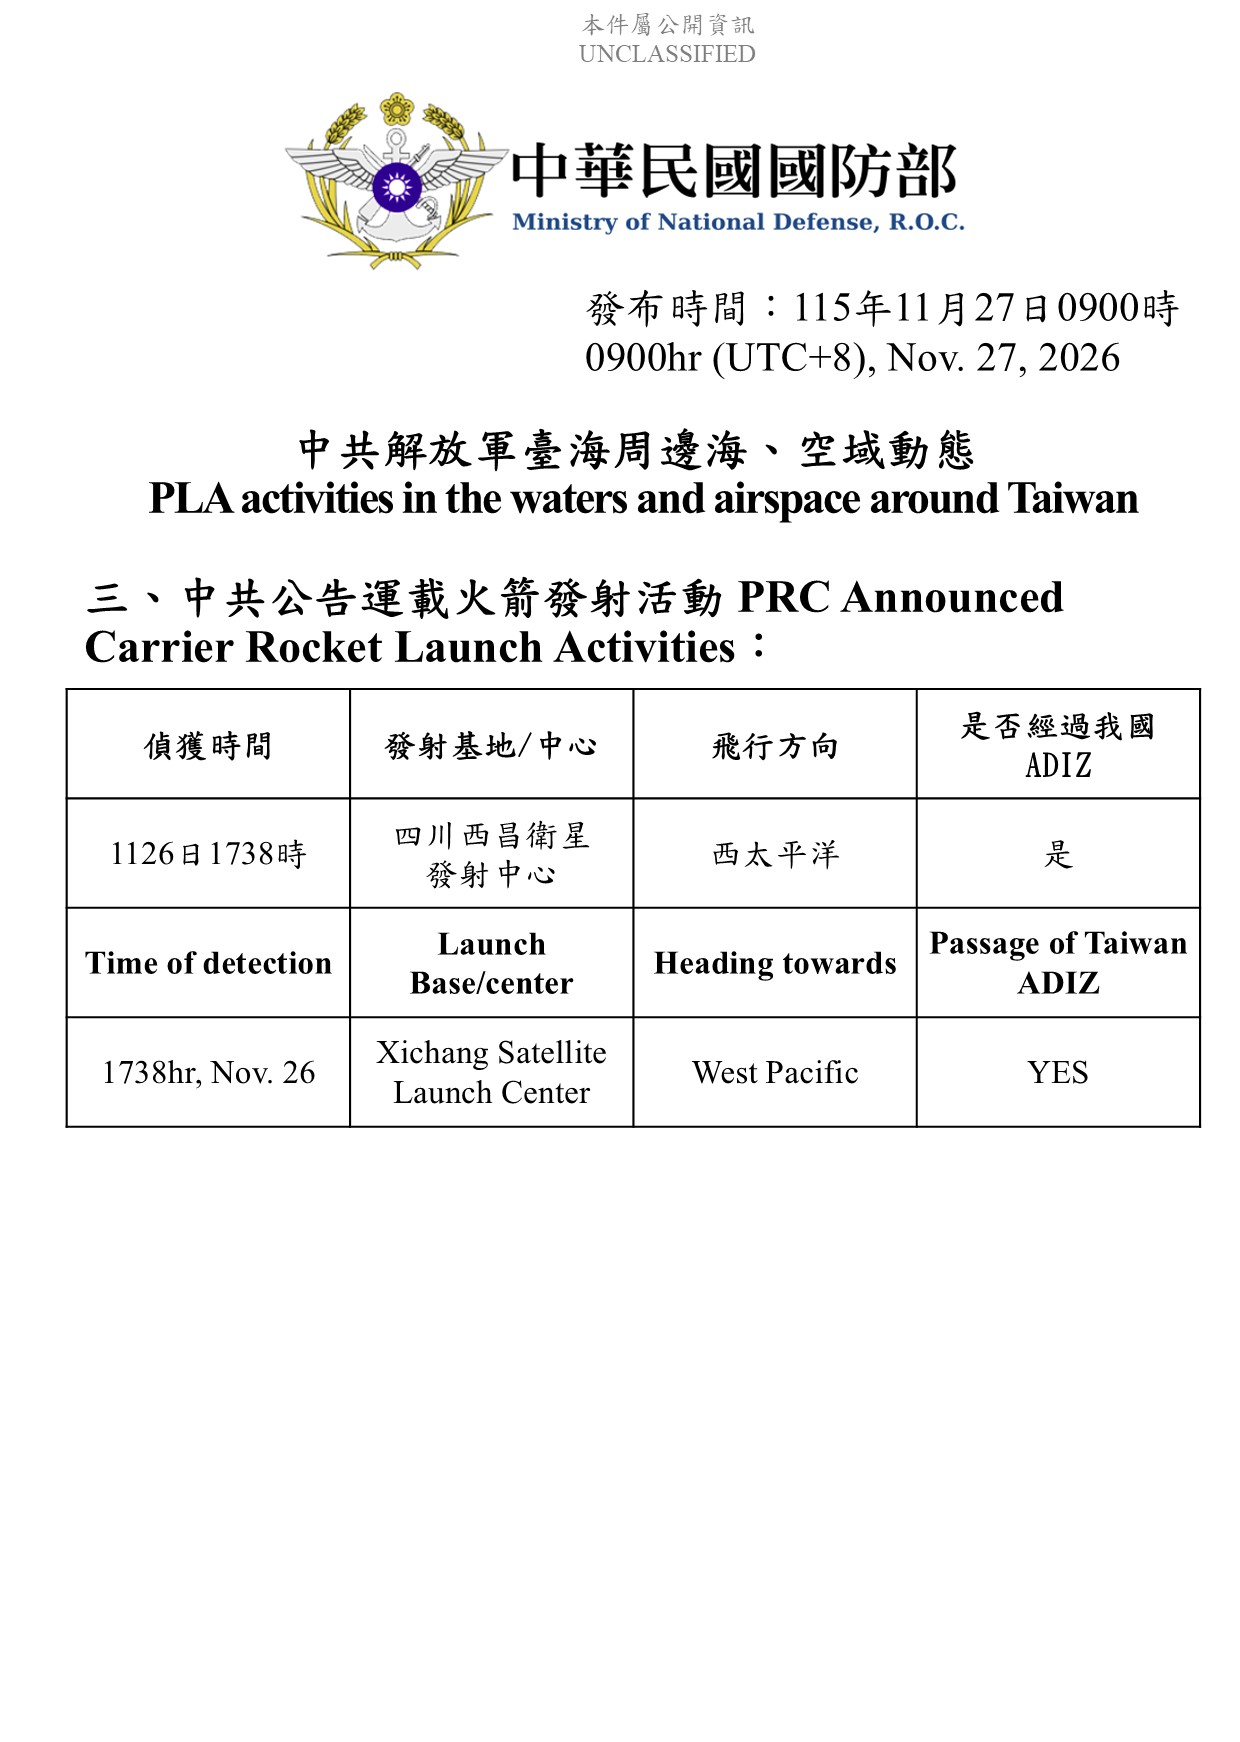 本件屬公開資訊
UNCLASSIFIED
中華民國國防部
Ministry of National Defense, R.O.C.
發布時間：115年11月27日0900時
0900hr (UTC+8), Nov. 27, 2026
中共解放軍臺海周邊海、空域動態
PLA activities in the waters and airspace around Taiwan
三、中共公告運載火箭發射活動 PRC Announced
Carrier Rocket Launch Activities：
偵獲時間
發射基地/中心
飛行方向
是否經過我國
ADIZ
1126日1738時
四川西昌衛星
發射中心
西太平洋
是
Time of detection
Launch
Base/center
Heading towards
Passage of Taiwan
ADIZ
1738hr, Nov. 26
Xichang Satellite
Launch Center
West Pacific
YES